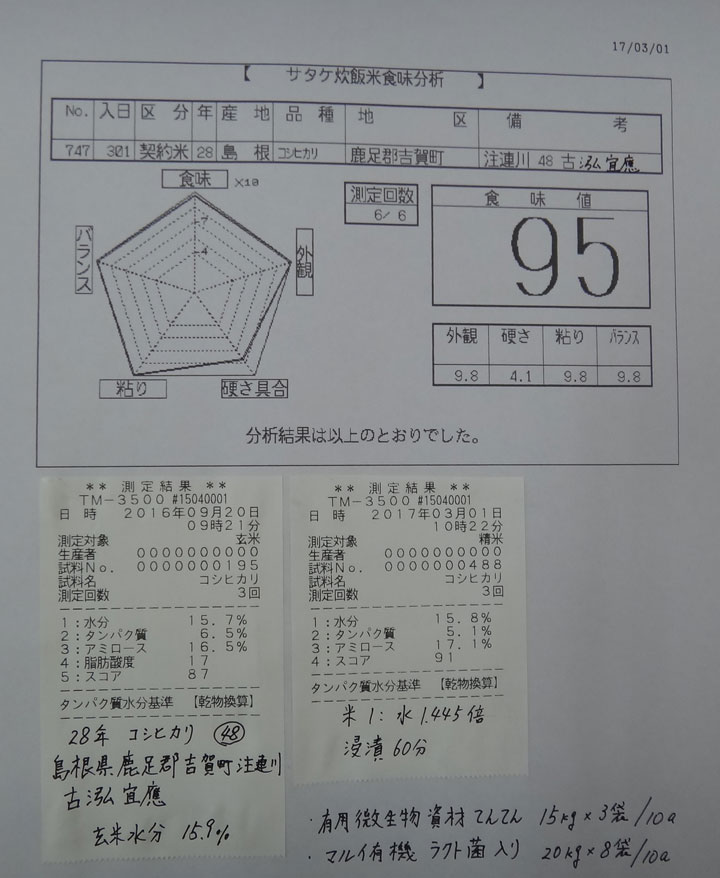 17/03/01
【 サタケ炊飯米食味分析 】
No. 入日 区分 年 産地 品種 地区 備考
747 301 契約米 28 島根 コシヒカリ 鹿足郡吉賀町 注連川 48 古泓宜應
食味 ×10
7
4
バランス
外観
粘り
硬さ具合
測定回数
6/ 6
食味値
95
外観 硬さ 粘り バランス
9.8 4.1 9.8 9.8
分析結果は以上のとおりでした。
** 測定結果 **
TM-3500 #15040001
日 時 2016年09月20日
09時21分
測定対象 玄米
生産者 0000000000
試料No. 0000000195
試料名 コシヒカリ
測定回数 3回
1:水分 15.7%
2:タンパク質 6.5%
3:アミロース 16.5%
4:脂肪酸度 17
5:スコア 87
タンパク質水分基準 【乾物換算】
28年 コシヒカリ 48
島根県鹿足郡吉賀町注連川
古泓宜應
玄米水分 15.9%
** 測定結果 **
TM-3500 #15040001
日 時 2017年03月01日
10時22分
測定対象 精米
生産者 0000000000
試料No. 0000000488
試料名 コシヒカリ
測定回数 3回
1:水分 15.8%
2:タンパク質 5.1%
3:アミロース 17.1%
4:スコア 91
タンパク質水分基準 【乾物換算】
米1:水1.445倍
浸漬60分
・有用微生物資材てんてん 15kg×3袋/10a
・マルイ有機 ラクト菌入り 20kg×8袋/10a